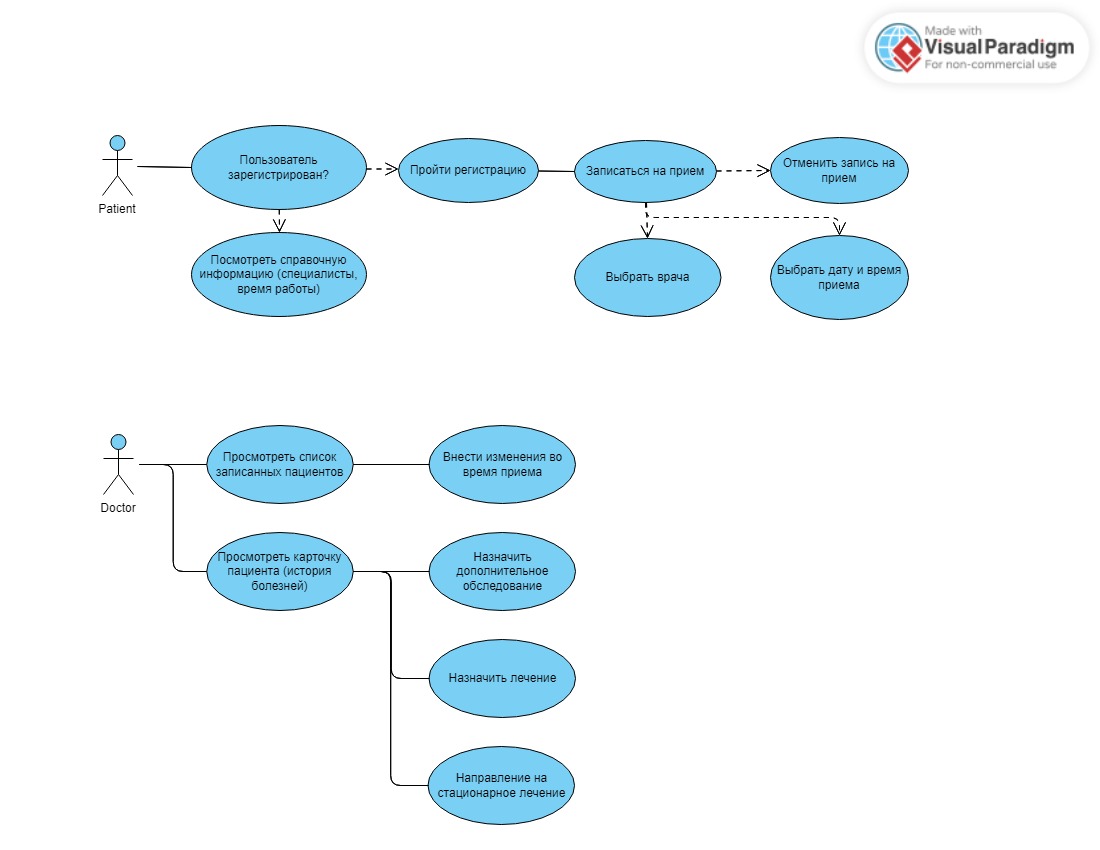 Made with
Visual Paradigm
For non-commercial use
Patient
Пользователь
зарегистрирован?
Пройти регистрацию
Записаться на прием
Отменить запись на
прием
Посмотреть справочную
информацию (специалисты,
время работы)
Выбрать врача
Выбрать дату и время
приема
Doctor
Просмотреть список
записанных пациентов
Внести изменения во
время приема
Просмотреть карточку
пациента (история
болезней)
Назначить
дополнительное
обследование
Назначить лечение
Направление на
стационарное лечение